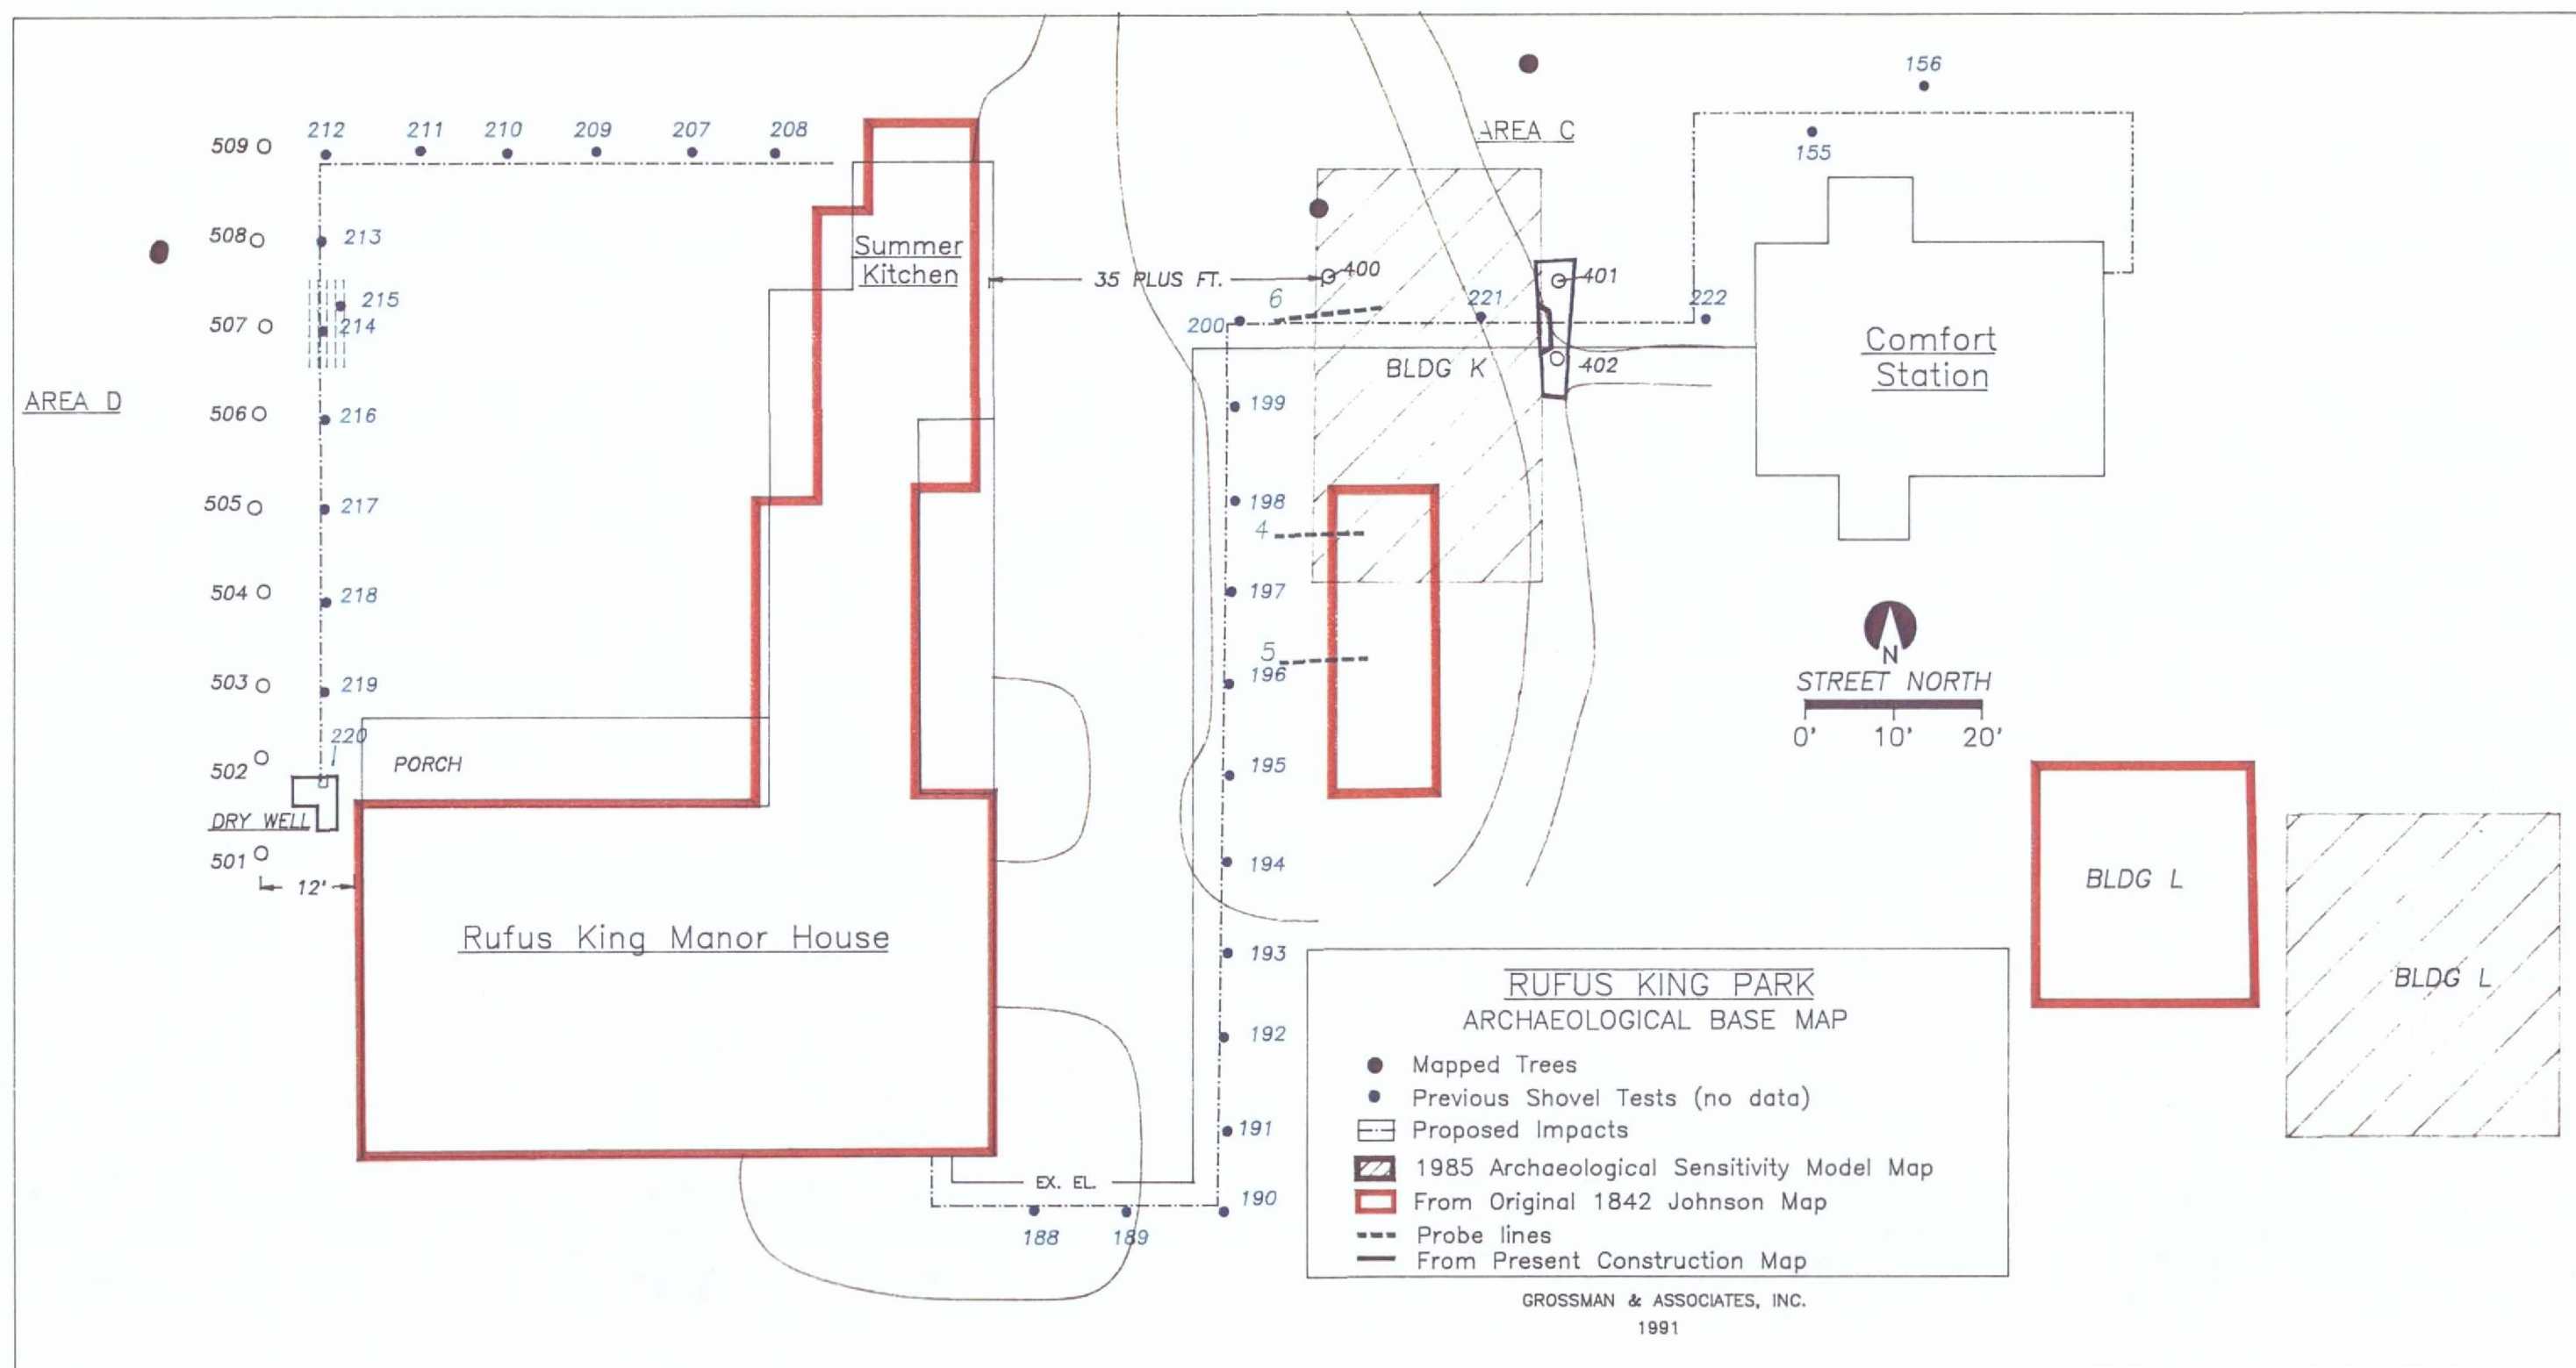 156
AREA C
155
509
212
211
210
209
207
208
508
213
Summer
Kitchen
35 PLUS FT.
400
401
215
6
221
222
507
214
200
Comfort
Station
BLDG K
402
AREA D
506
216
199
505
217
198
4
504
218
197
5
503
219
196
STREET NORTH
N
0' 10' 20'
220
502
PORCH
195
DRY WELL
501
12'
194
BLDG L
Rufus King Manor House
193
BLDG L
RUFUS KING PARK
ARCHAEOLOGICAL BASE MAP
192
Mapped Trees
Previous Shovel Tests (no data)
191
Proposed Impacts
1985 Archaeological Sensitivity Model Map
EX. EL.
190
From Original 1842 Johnson Map
188
189
Probe lines
From Present Construction Map
GROSSMAN & ASSOCIATES, INC.
1991